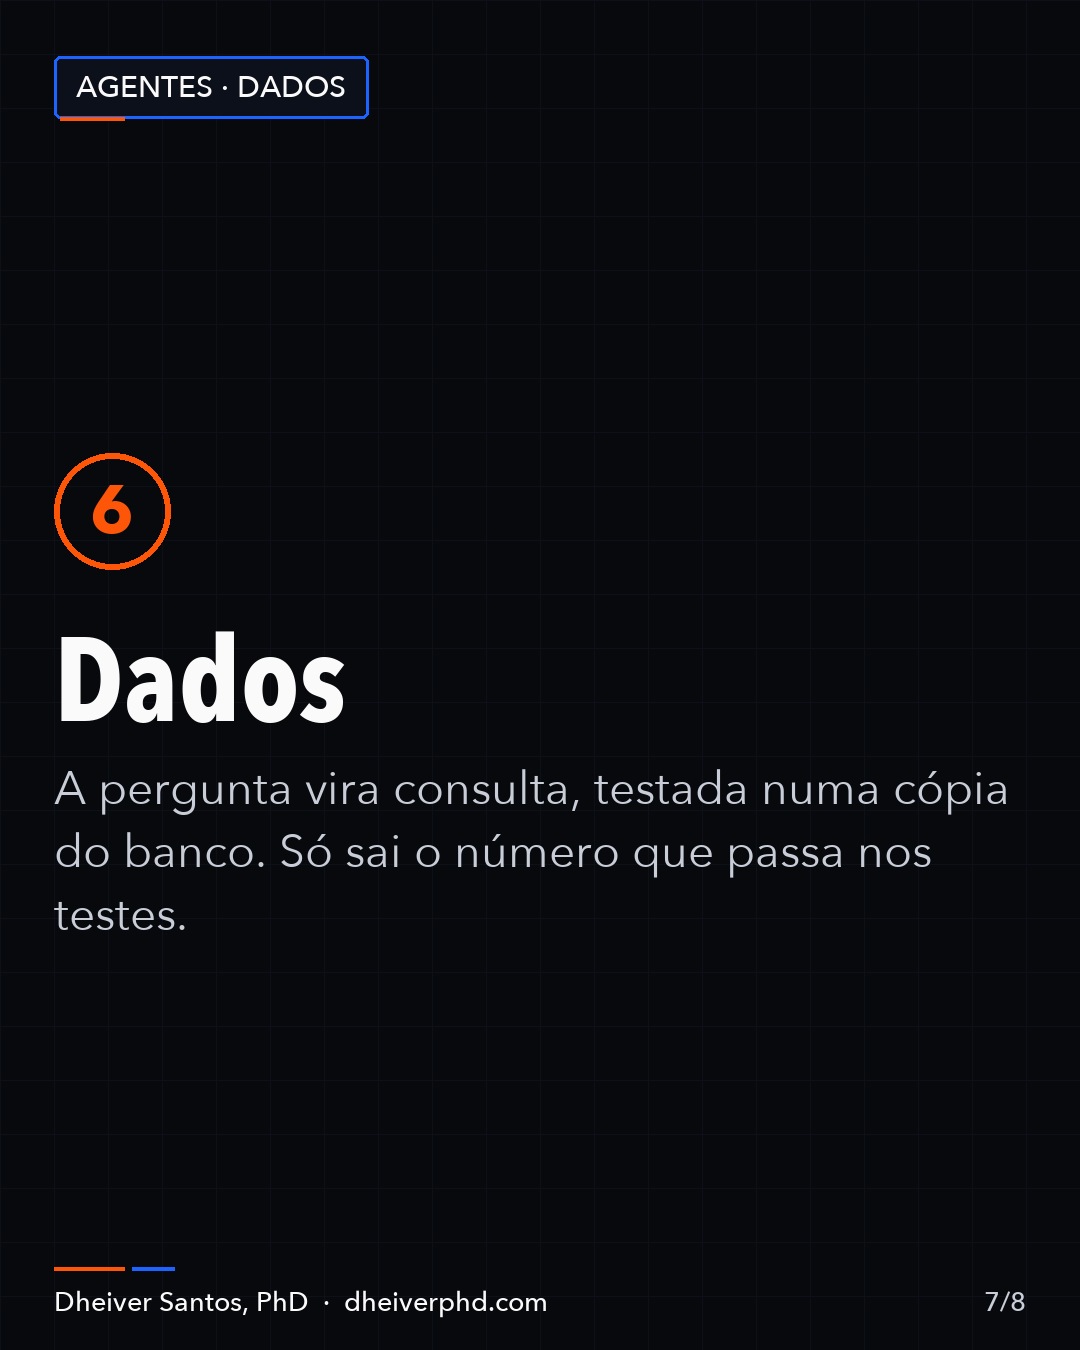 AGENTES · DADOS
6
Dados
A pergunta vira consulta, testada numa cópia
do banco. Só sai o número que passa nos
testes.
Dheiver Santos, PhD · dheiverphd.com
7/8